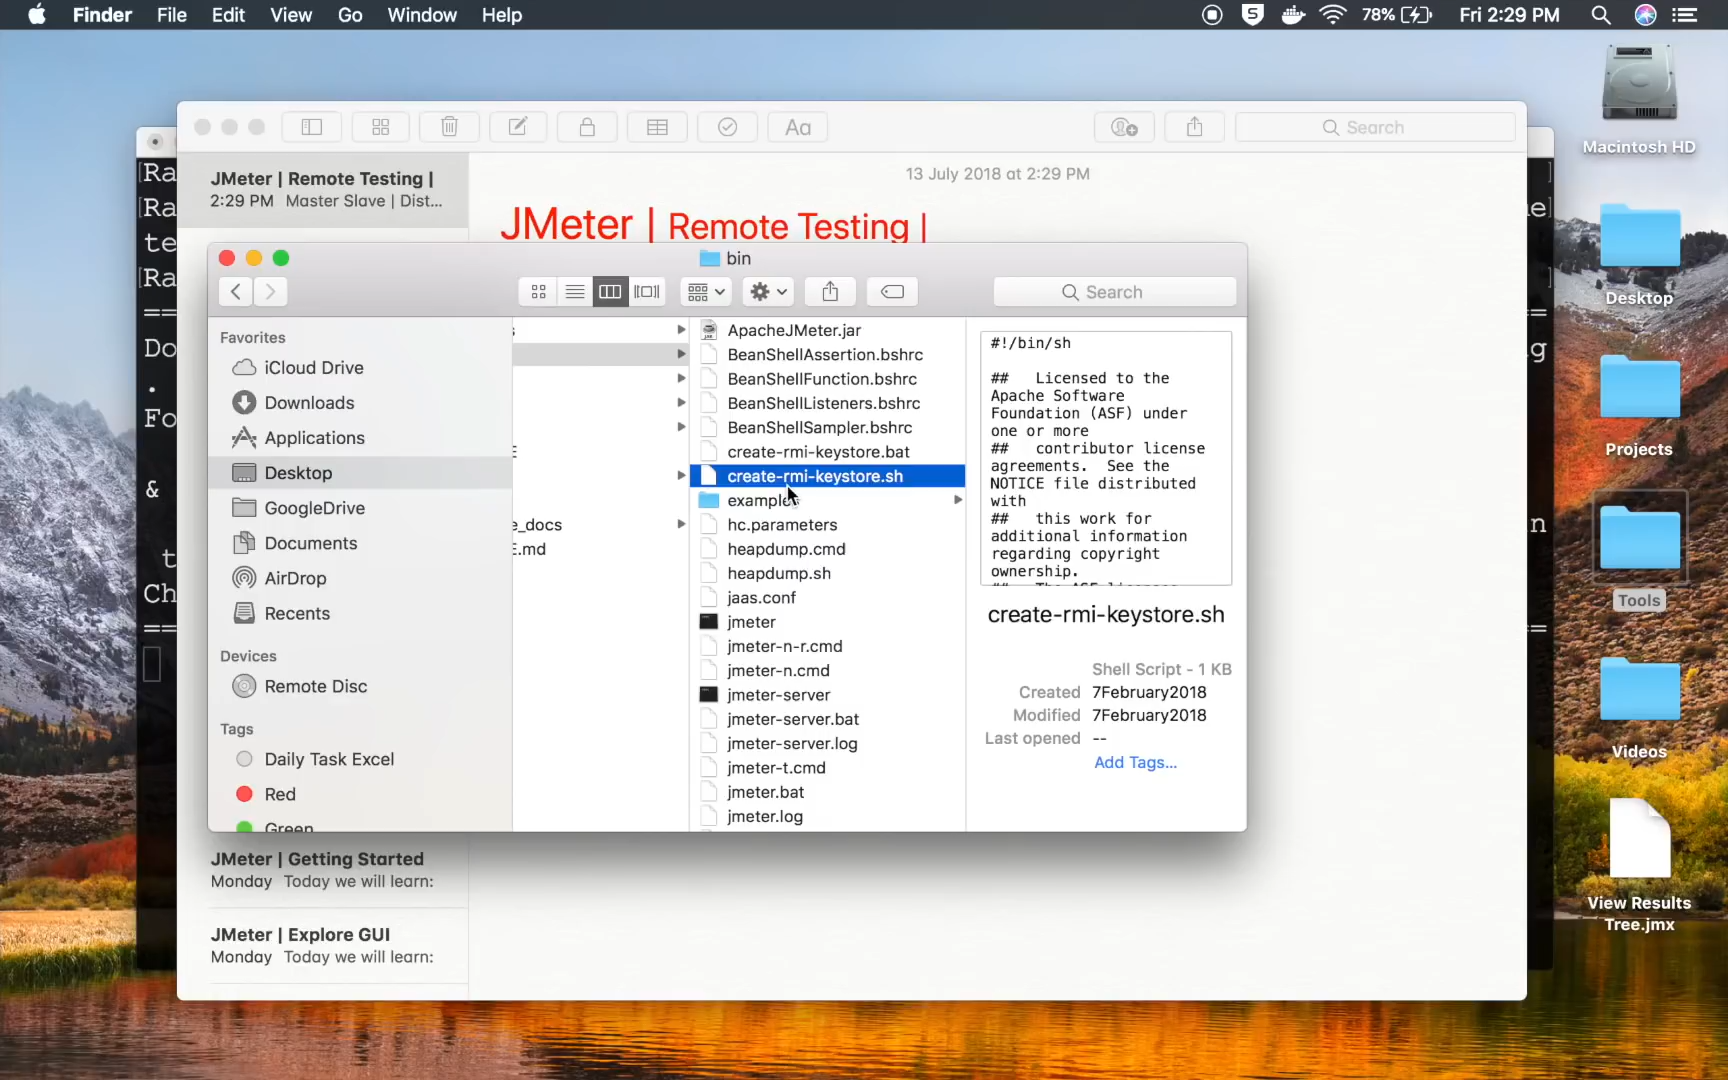 Finder File Edit View Go Window Help
78% Fri 2:29 PM
Macintosh HD
Desktop
Projects
Tools
Videos
View Results
Tree.jmx
Search
JMeter | Remote Testing |
2:29 PM Master Slave | Dist...
13 July 2018 at 2:29 PM
JMeter | Remote Testing |
[Ra
[Ra
te
[Ra
==
Do
.
Fo
&
t
Ch
==
bin
Search
Favorites
iCloud Drive
Downloads
Applications
Desktop
GoogleDrive
Documents
AirDrop
Recents
Devices
Remote Disc
Tags
Daily Task Excel
Red
Green
e_docs
E.md
ApacheJMeter.jar
BeanShellAssertion.bshrc
BeanShellFunction.bshrc
BeanShellListeners.bshrc
BeanShellSampler.bshrc
create-rmi-keystore.bat
create-rmi-keystore.sh
examples
hc.parameters
heapdump.cmd
heapdump.sh
jaas.conf
jmeter
jmeter-n-r.cmd
jmeter-n.cmd
jmeter-server
jmeter-server.bat
jmeter-server.log
jmeter-t.cmd
jmeter.bat
jmeter.log
#!/bin/sh
## Licensed to the
Apache Software
Foundation (ASF) under
one or more
## contributor license
agreements. See the
NOTICE file distributed
with
## this work for
additional information
regarding copyright
ownership.
create-rmi-keystore.sh
Shell Script - 1 KB
Created 7February2018
Modified 7February2018
Last opened --
Add Tags...
JMeter | Getting Started
Monday Today we will learn:
JMeter | Explore GUI
Monday Today we will learn: